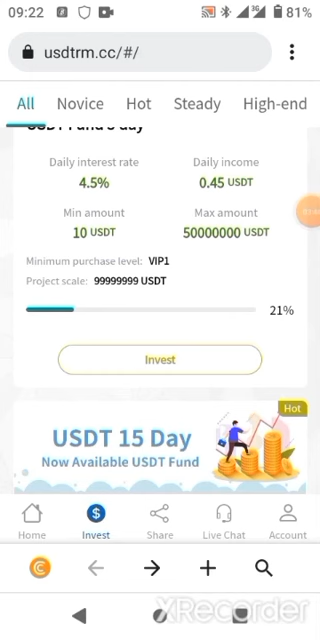 09:22
3G
81%
usdtrm.cc/#/
All Novice Hot Steady High-end
Daily interest rate Daily income
4.5% 0.45 USDT
Min amount Max amount
10 USDT 50000000 USDT
Minimum purchase level: VIP1
Project scale: 99999999 USDT
21%
Invest
Hot
USDT 15 Day
Now Available USDT Fund
Home Invest Share Live Chat Account
XRecorder